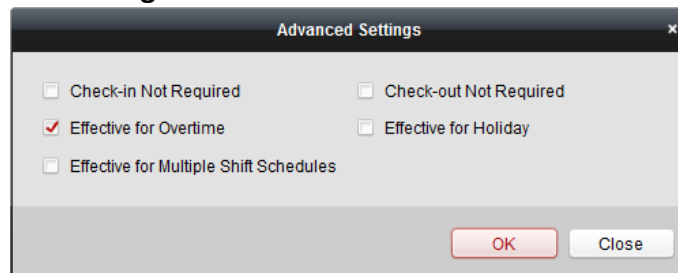 Advanced Settings
×
Check-in Not Required
Check-out Not Required
Effective for Overtime
Effective for Holiday
Effective for Multiple Shift Schedules
OK
Close